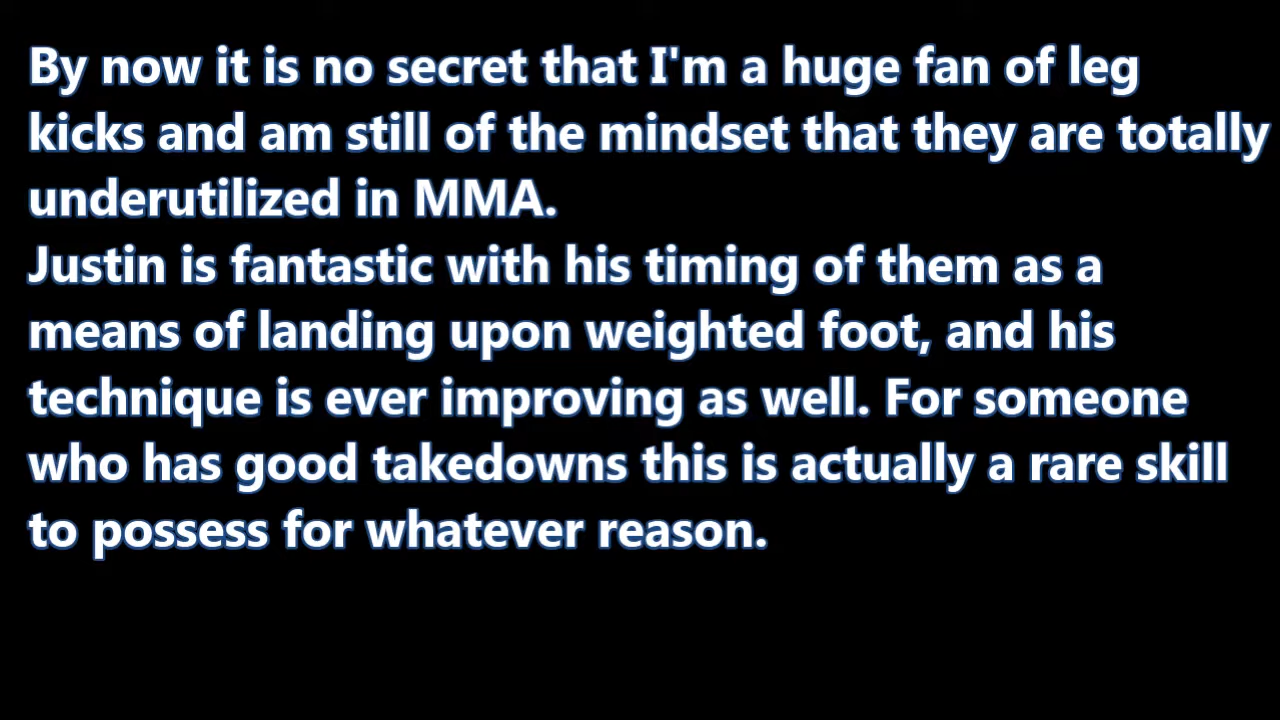 By now it is no secret that I'm a huge fan of leg
kicks and am still of the mindset that they are totally
underutilized in MMA.
Justin is fantastic with his timing of them as a
means of landing upon weighted foot, and his
technique is ever improving as well. For someone
who has good takedowns this is actually a rare skill
to possess for whatever reason.